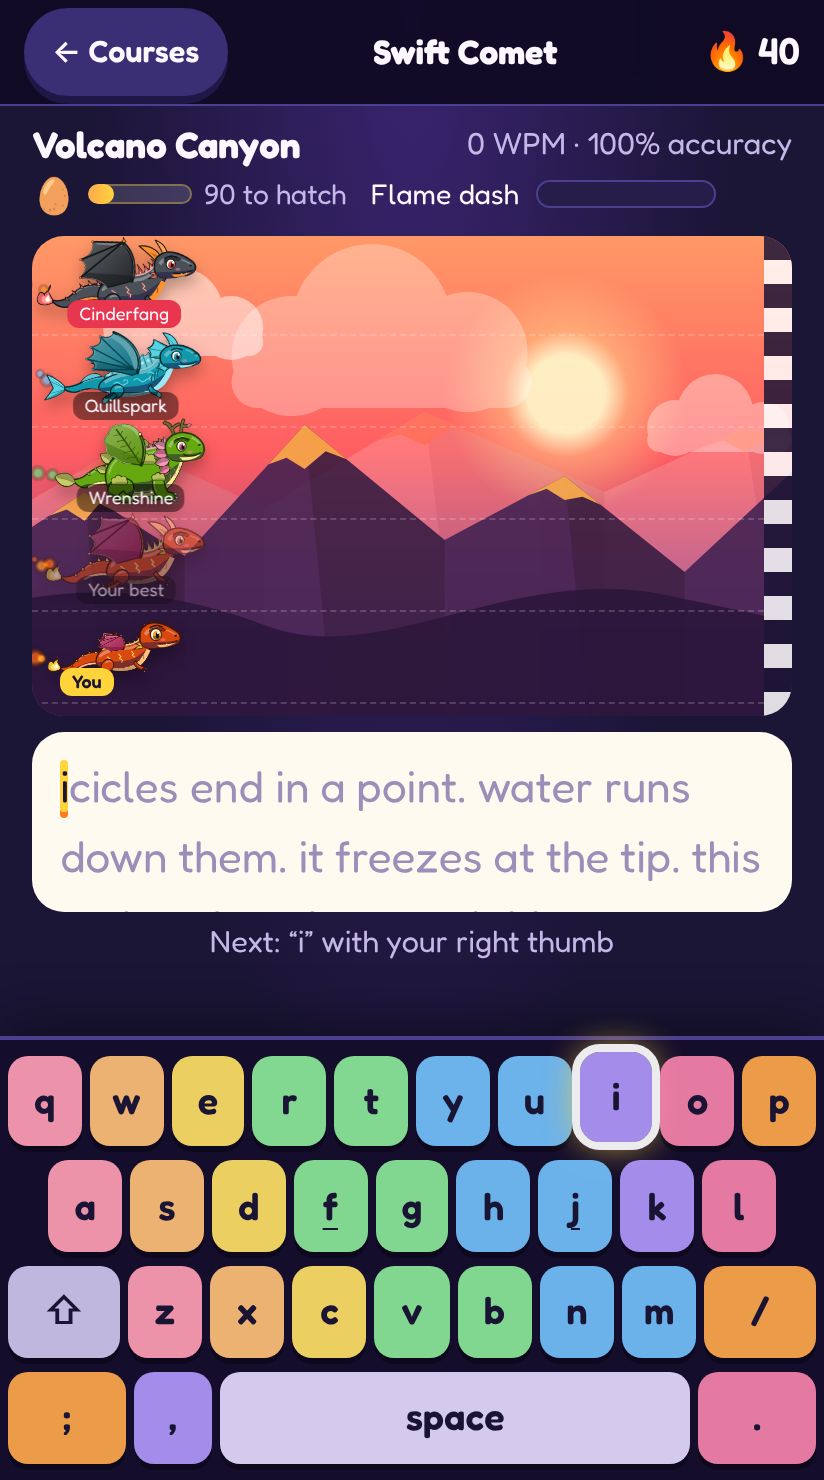 ← Courses
Swift Comet
🔥 40
Volcano Canyon
0 WPM · 100% accuracy
90 to hatch
Flame dash
Cinderfang
Quillspark
Wrenshine
Your best
You
icicles end in a point. water runs
down them. it freezes at the tip. this
Next: “i” with your right thumb
q w e r t y u i o p
a s d f g h j k l
z x c v b n m /
; , space .